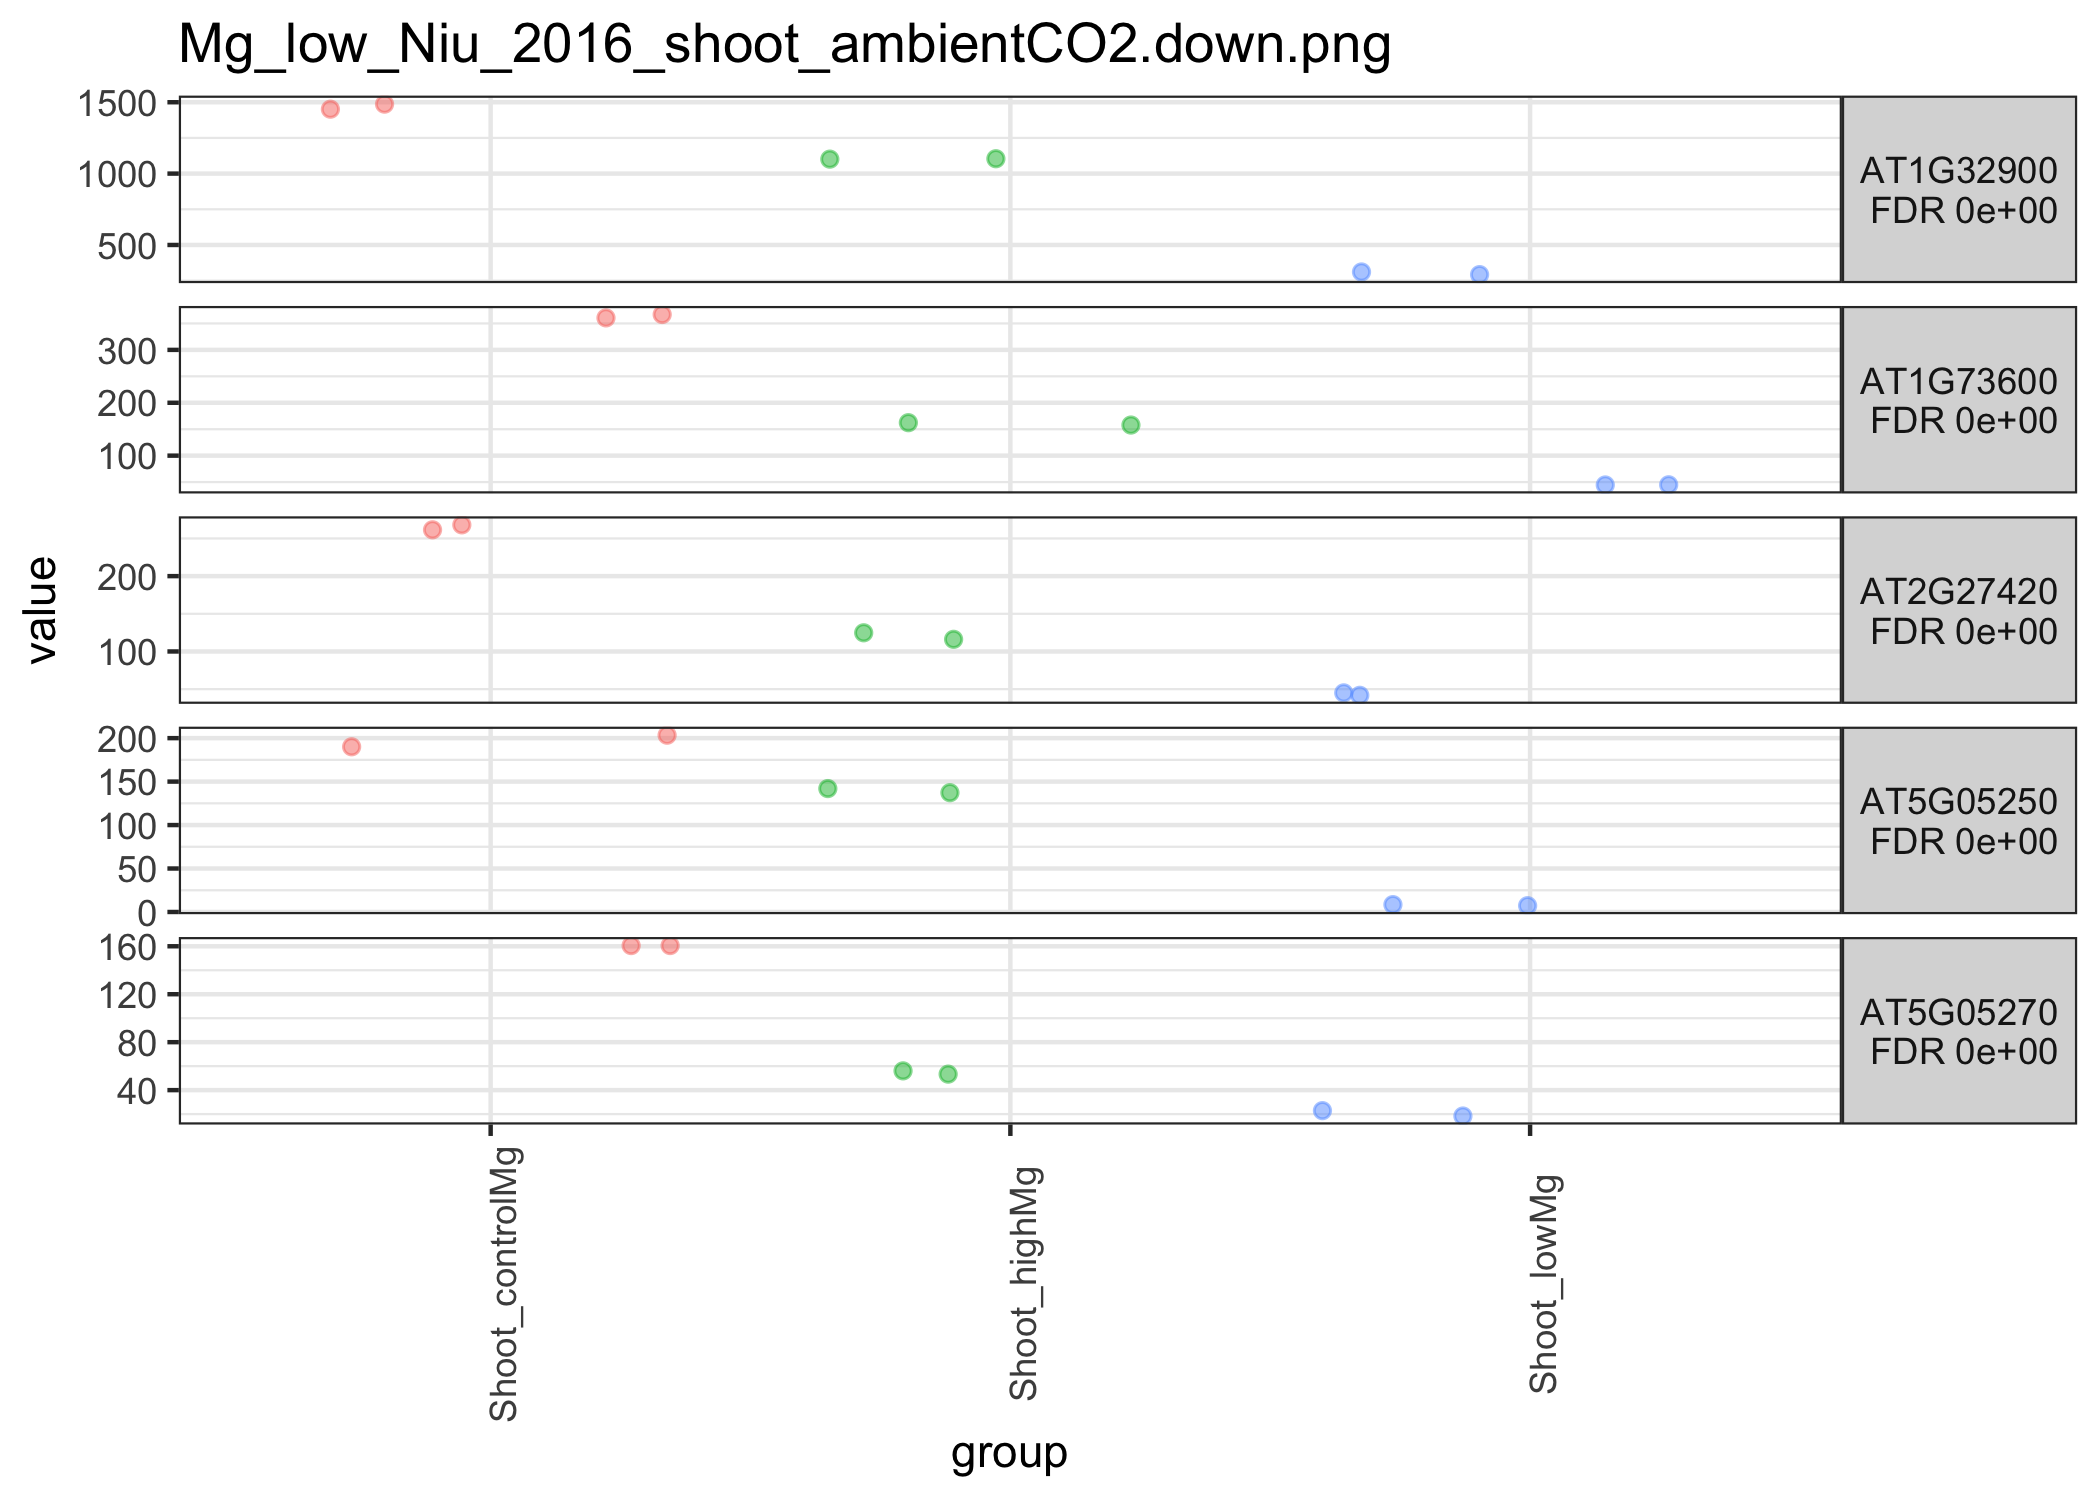 Mg_low_Niu_2016_shoot_ambientCO2.down.png
1500
1000
500
AT1G32900
FDR 0e+00
300
200
100
AT1G73600
FDR 0e+00
value
200
100
AT2G27420
FDR 0e+00
200
150
100
50
0
AT5G05250
FDR 0e+00
160
120
80
40
AT5G05270
FDR 0e+00
Shoot_controlMg
Shoot_highMg
Shoot_lowMg
group